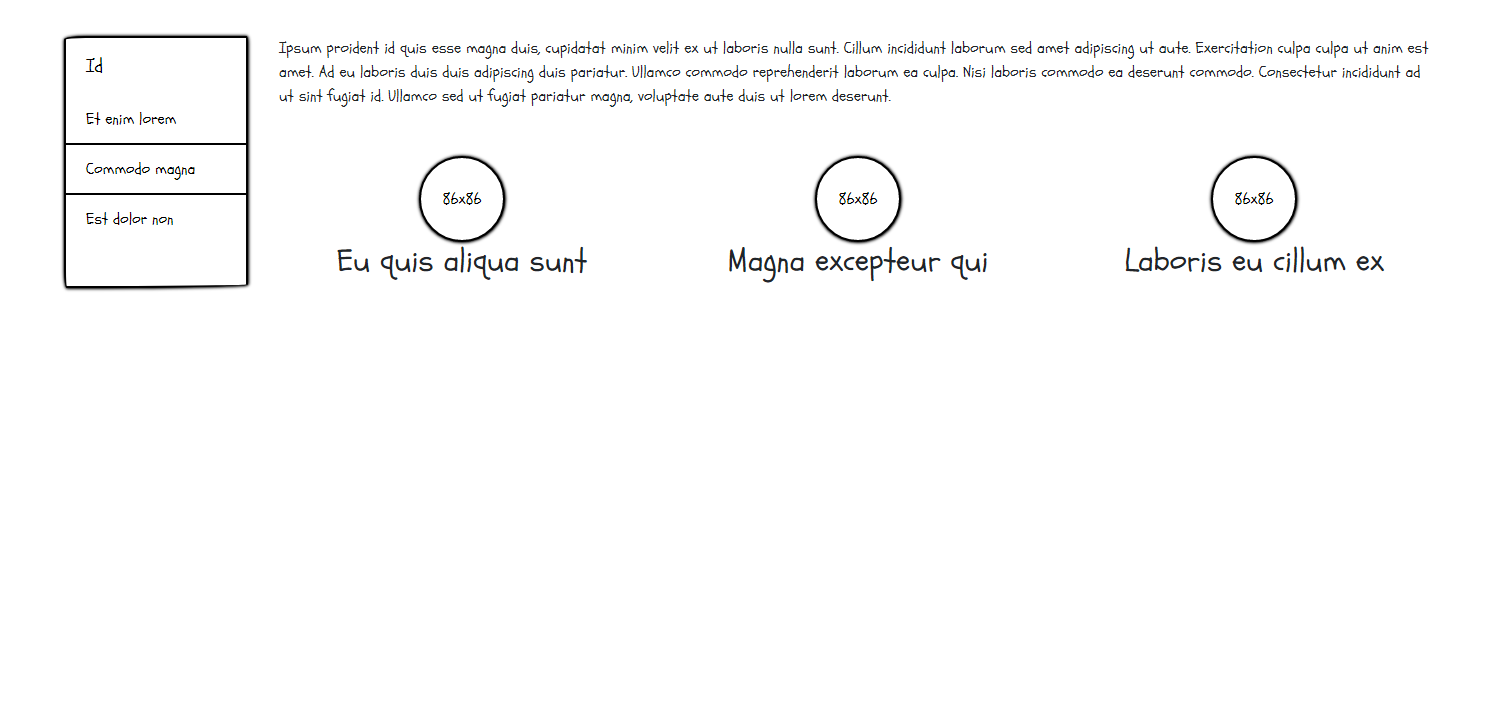 Id
Et enim lorem
Commodo magna
Est dolor non
Ipsum proident id quis esse magna duis, cupidatat minim velit ex ut laboris nulla sunt. Cillum incididunt laborum sed amet adipiscing ut aute. Exercitation culpa culpa ut anim est
amet. Ad eu laboris duis duis adipiscing duis pariatur. Ullamco commodo reprehenderit laborum ea culpa. Nisi laboris commodo ea deserunt commodo. Consectetur incididunt ad
ut sint fugiat id. Ullamco sed ut fugiat pariatur magna, voluptate aute duis ut lorem deserunt.
86x86
Eu quis aliqua sunt
86x86
Magna excepteur qui
86x86
Laboris eu cillum ex